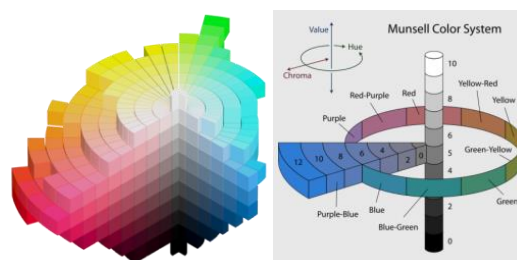 Munsell Color System
Value
Hue
Chroma
10
8
7
6
5
4
2
0
Red-Purple
Red
Yellow-Red
Yellow
Purple
Green-Yellow
12 10 8 6 4 2 0
Purple-Blue
Blue
Blue-Green
Green